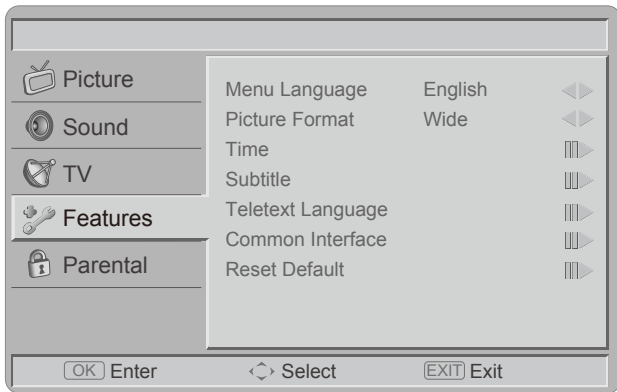 Picture
Sound
TV
Features
Parental
Menu Language English
Picture Format Wide
Time
Subtitle
Teletext Language
Common Interface
Reset Default
OK Enter Select EXIT Exit